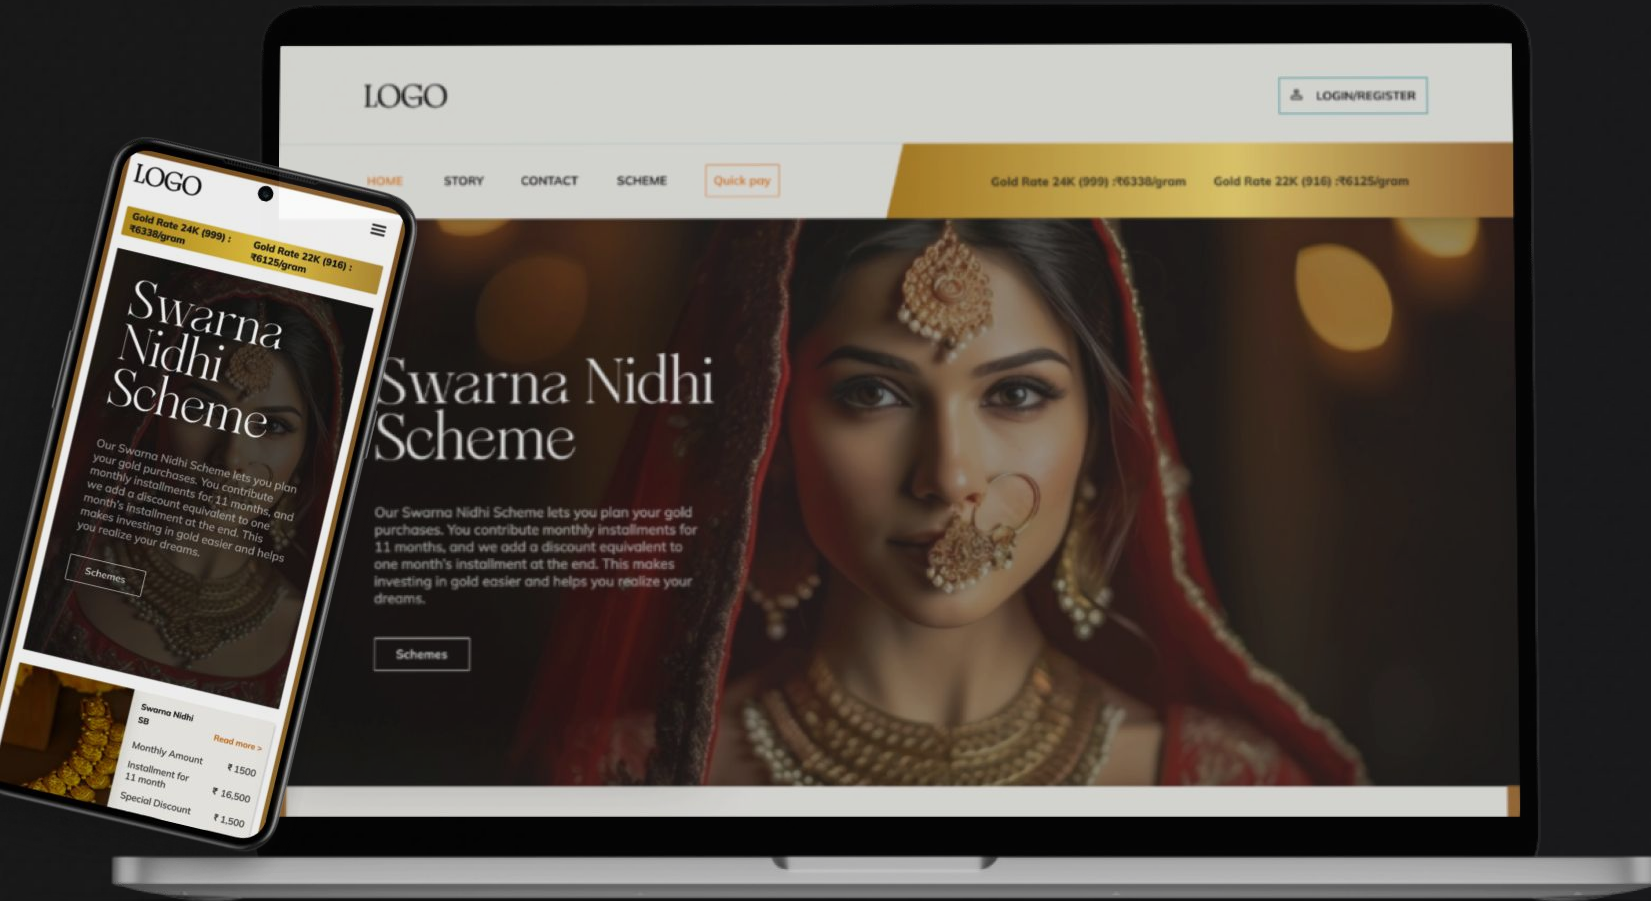 LOGO
LOGIN/REGISTER
HOME STORY CONTACT SCHEME Quick pay
Gold Rate 24K (999) :₹6338/gram Gold Rate 22K (916) :₹6125/gram
Swarna Nidhi
Scheme
Our Swarna Nidhi Scheme lets you plan your gold
purchases. You contribute monthly installments for
11 months, and we add a discount equivalent to
one month's installment at the end. This makes
investing in gold easier and helps you realize your
dreams.
Schemes
LOGO
Gold Rate 24K (999) :
₹6338/gram
Gold Rate 22K (916) :
₹6125/gram
Swarna
Nidhi
Scheme
Our Swarna Nidhi Scheme lets you plan
your gold purchases. You contribute
monthly installments for 11 months, and
we add a discount equivalent to one
month's installment at the end. This
makes investing in gold easier and helps
you realize your dreams.
Schemes
Swarna Nidhi
SB
Read more >
Monthly Amount ₹ 1500
Installment for
11 month ₹ 16,500
Special Discount ₹ 1,500